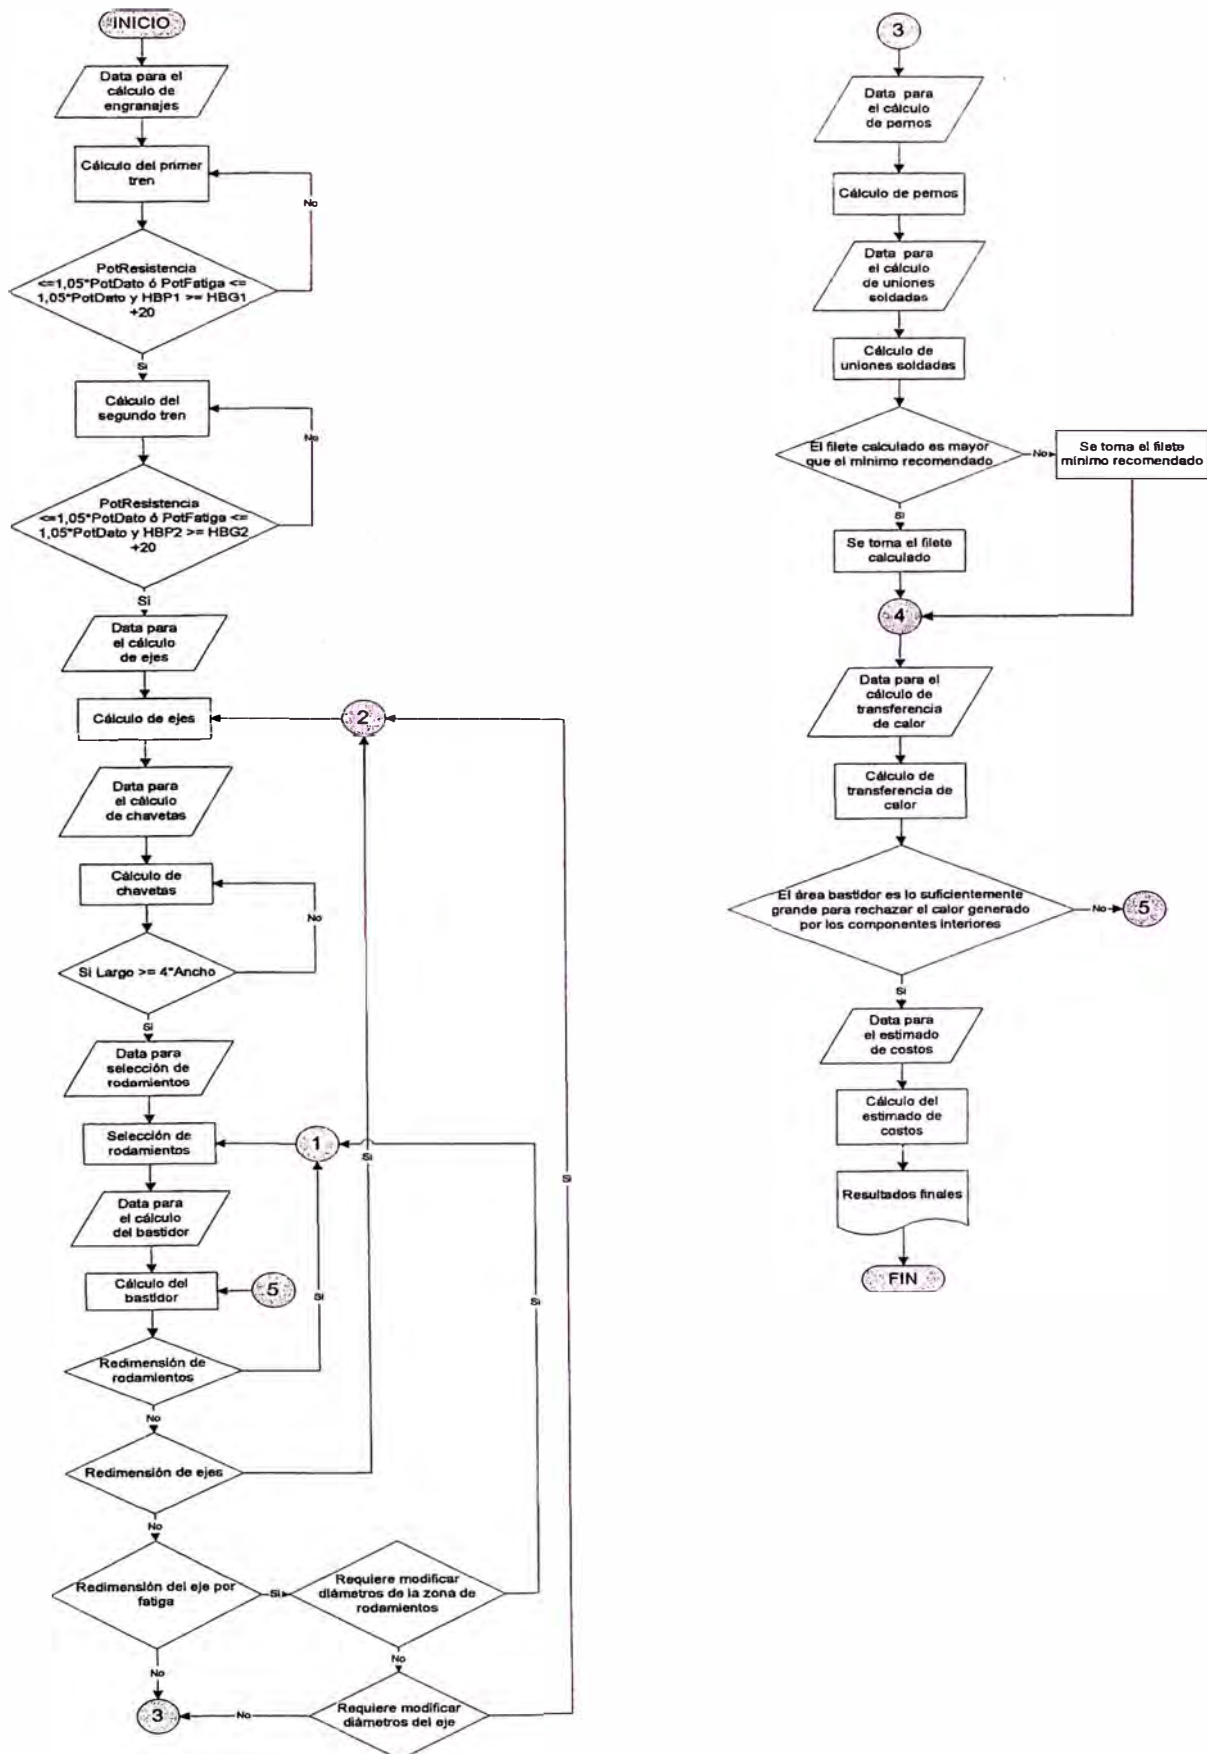 INICIO
Data para el
cálculo de
engranajes
Cálculo del primer
tren
No
PotResistencia
<=1,05*PotDato ó PotFatiga <=
1,05*PotDato y HBP1 >= HBG1
+20
Si
Cálculo del
segundo tren
No
PotResistencia
<=1,05*PotDato ó PotFatiga <=
1,05*PotDato y HBP2 >= HBG2
+20
Si
Data para
el cálculo
de ejes
Cálculo de ejes
2
Data para
el cálculo
de chavetas
Cálculo de
chavetas
No
Si Largo >= 4*Ancho
Si
Data para
selección de
rodamientos
Selección de
rodamientos
1
Si
Si
Data para
el cálculo
del bastidor
Cálculo del
bastidor
5
Si
Si
Redimensión de
rodamientos
No
Redimensión de ejes
No
Redimensión del eje por
fatiga
Si
Requiere modificar
diámetros de la zona de
rodamientos
No
No
3
No
Requiere modificar
diámetros del eje
3
Data para
el cálculo
de pernos
Cálculo de pernos
Data para
el cálculo
de uniones
soldadas
Cálculo de
uniones soldadas
El filete calculado es mayor
que el mínimo recomendado
No
Se toma el filete
mínimo recomendado
Si
Se toma el filete
calculado
4
Data para el
cálculo de
transferencia
de calor
Cálculo de
transferencia de
calor
El área bastidor es lo suficientemente
grande para rechazar el calor generado
por los componentes interiores
No
5
Si
Data para
el estimado
de costos
Cálculo del
estimado de
costos
Resultados finales
FIN